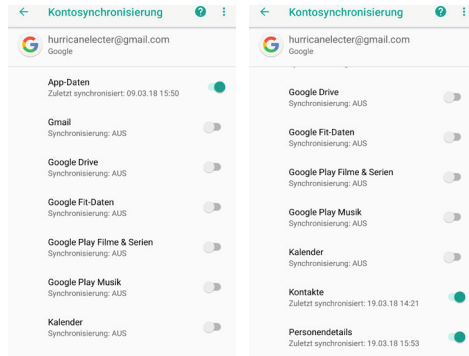 Kontosynchronisierung
hurricanelecter@gmail.com
Google
App-Daten
Zuletzt synchronisiert: 09.03.18 15:50
Gmail
Synchronisierung: AUS
Google Drive
Synchronisierung: AUS
Google Fit-Daten
Synchronisierung: AUS
Google Play Filme & Serien
Synchronisierung: AUS
Google Play Musik
Synchronisierung: AUS
Kalender
Synchronisierung: AUS
Kontosynchronisierung
hurricanelecter@gmail.com
Google
Google Drive
Synchronisierung: AUS
Google Fit-Daten
Synchronisierung: AUS
Google Play Filme & Serien
Synchronisierung: AUS
Google Play Musik
Synchronisierung: AUS
Kalender
Synchronisierung: AUS
Kontakte
Zuletzt synchronisiert: 19.03.18 14:21
Personendetails
Zuletzt synchronisiert: 19.03.18 15:53